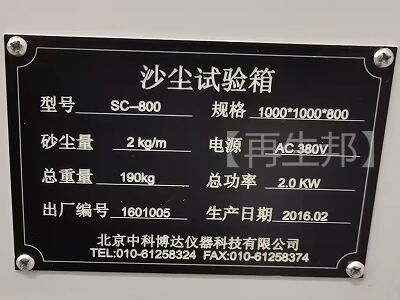 沙尘试验箱
型号 SC-800 规格 1000*1000*800
砂尘量 2 kg/m 电源 AC 380V
【再生邦】
总重量 190kg 总功率 2.0 KW
出厂编号 1601005 生产日期 2016.02
北京中科博达仪器科技有限公司
TEL:010-61258324 FAX:010-61258374